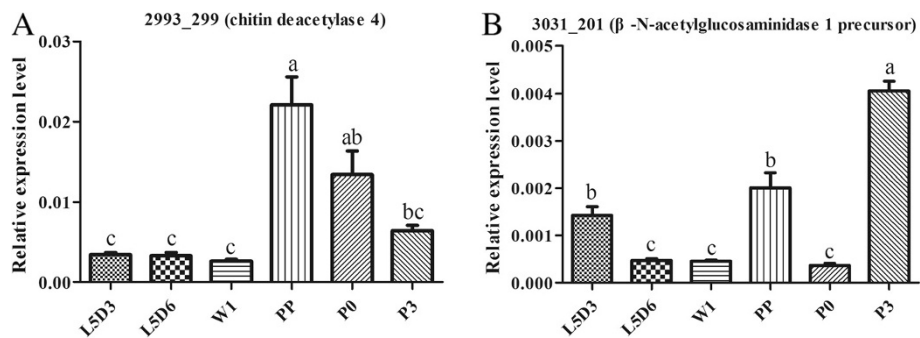 A
2993_299 (chitin deacetylase 4)
Relative expression level
0.03
0.02
0.01
0.00
c
c
c
a
ab
bc
L5D3
L5D6
W1
PP
P0
P3
B
3031_201 (β -N-acetylglucosaminidase 1 precursor)
Relative expression level
0.005
0.004
0.003
0.002
0.001
0.000
b
c
c
b
c
a
L5D3
L5D6
W1
PP
P0
P3